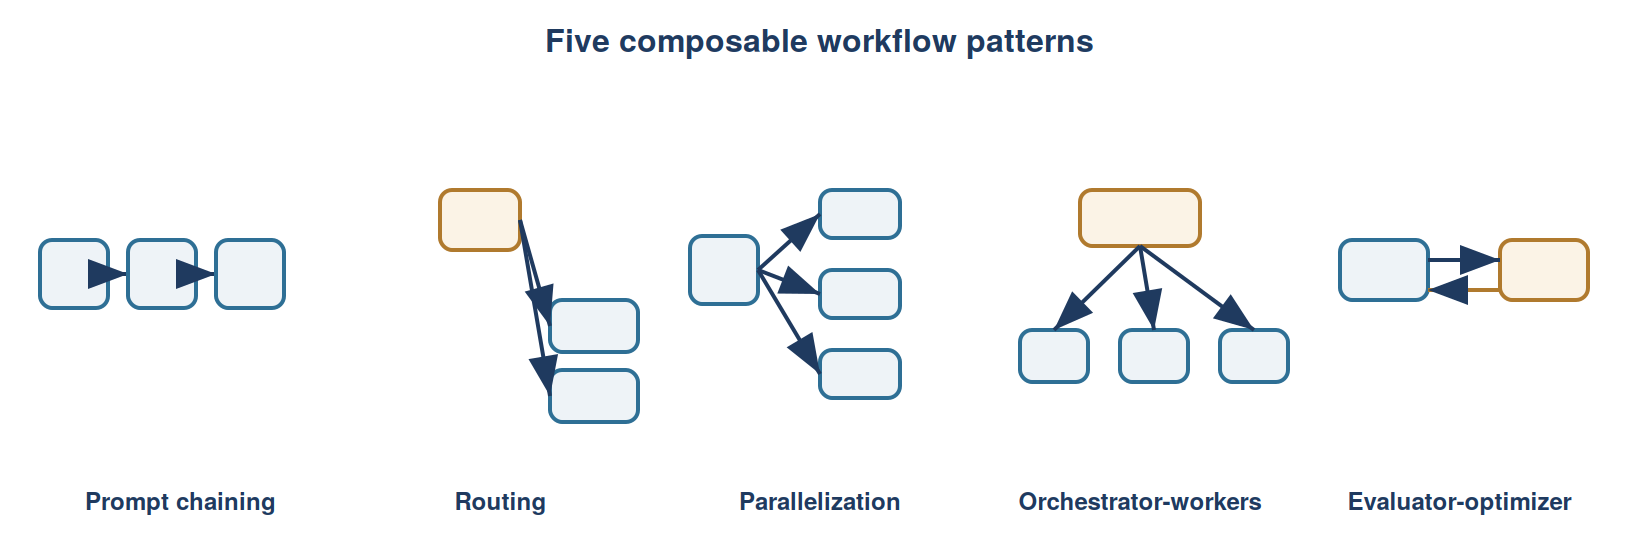 Five composable workflow patterns
Prompt chaining
Routing
Parallelization
Orchestrator-workers
Evaluator-optimizer